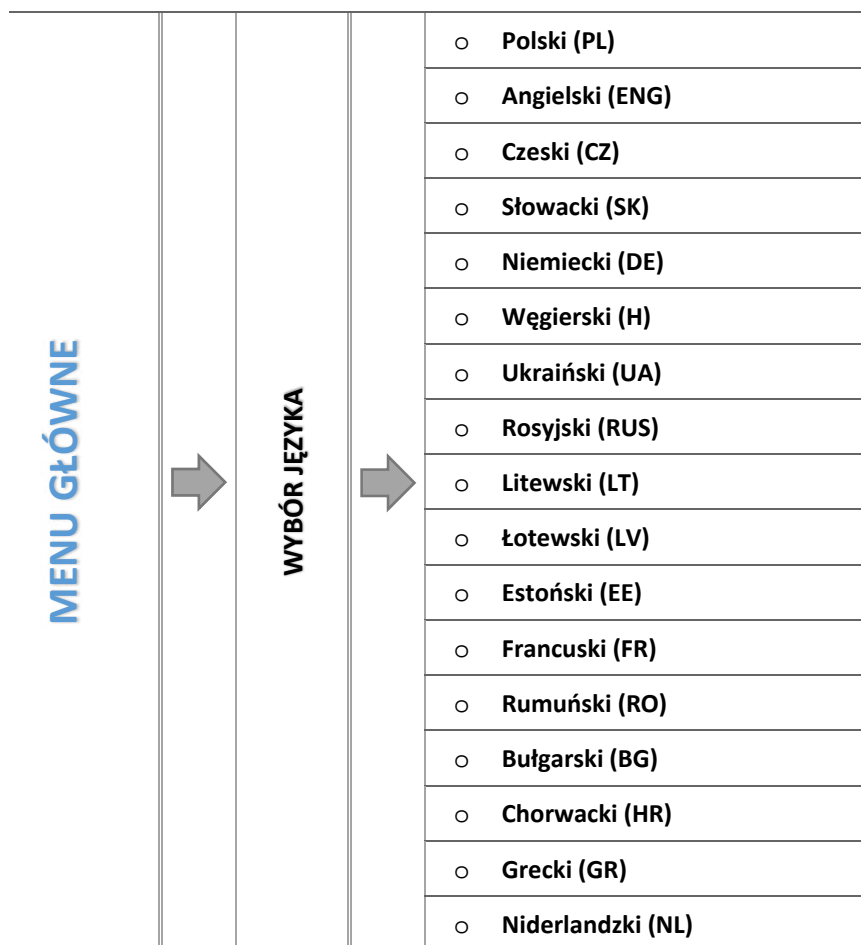 MENU GŁÓWNE
WYBÓR JĘZYKA
o Polski (PL)
o Angielski (ENG)
o Czeski (CZ)
o Słowacki (SK)
o Niemiecki (DE)
o Węgierski (H)
o Ukraiński (UA)
o Rosyjski (RUS)
o Litewski (LT)
o Łotewski (LV)
o Estoński (EE)
o Francuski (FR)
o Rumuński (RO)
o Bułgarski (BG)
o Chorwacki (HR)
o Grecki (GR)
o Niderlandzki (NL)